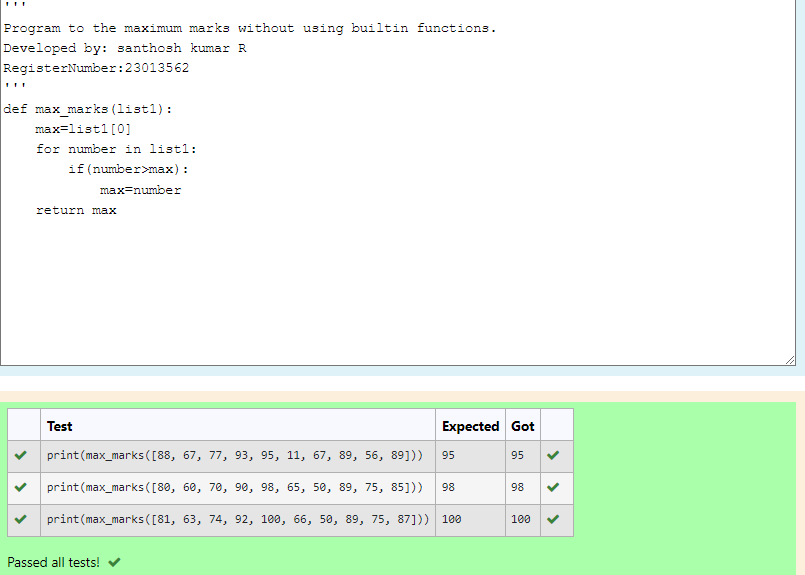 '''
Program to the maximum marks without using builtin functions.
Developed by: santhosh kumar R
RegisterNumber:23013562
'''
def max_marks(list1):
    max=list1[0]
    for number in list1:
        if(number>max):
            max=number
    return max
Test Expected Got
print(max_marks([88, 67, 77, 93, 95, 11, 67, 89, 56, 89])) 95 95
print(max_marks([80, 60, 70, 90, 98, 65, 50, 89, 75, 85])) 98 98
print(max_marks([81, 63, 74, 92, 100, 66, 50, 89, 75, 87])) 100 100
Passed all tests!